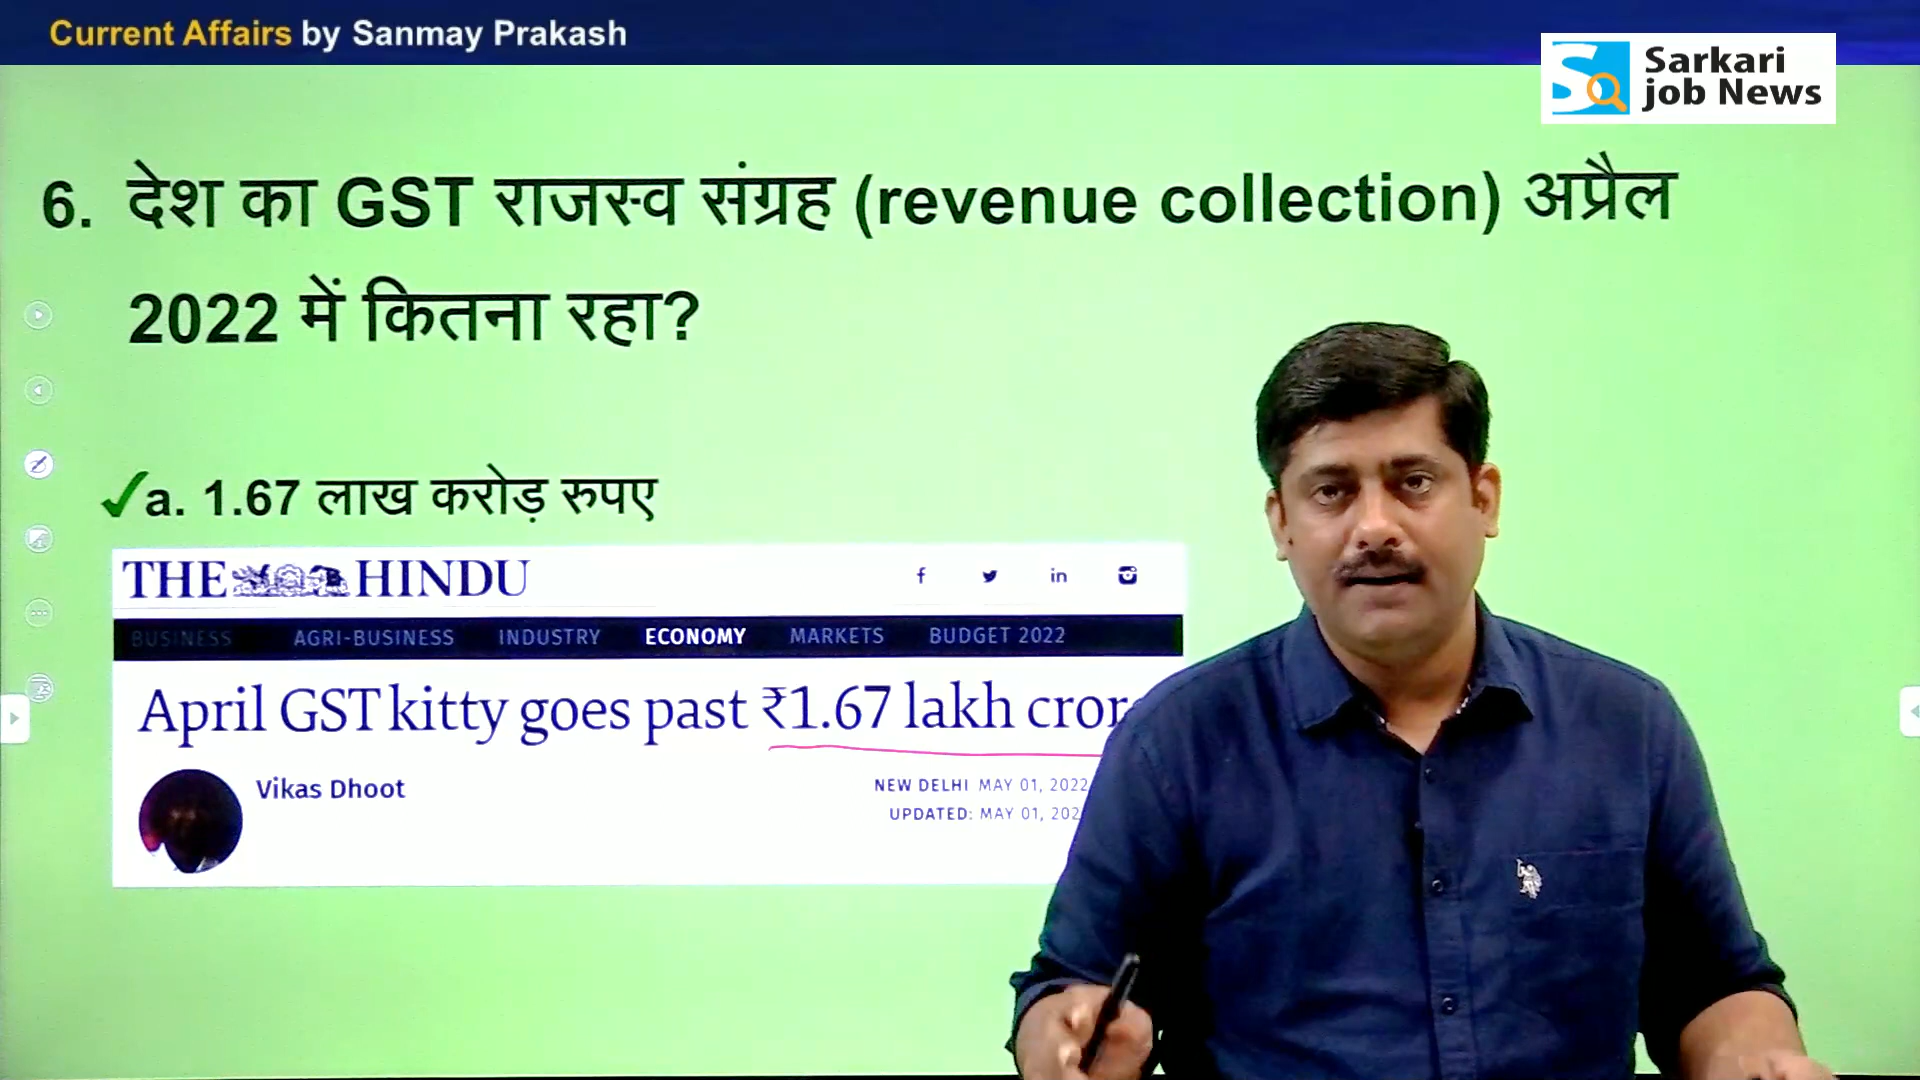 Current Affairs by Sanmay Prakash
Sarkari
job News
6. देश का GST राजस्व संग्रह (revenue collection) अप्रैल
2022 में कितना रहा?
a. 1.67 लाख करोड़ रुपए
THE HINDU
BUSINESS AGRI-BUSINESS INDUSTRY ECONOMY MARKETS BUDGET 2022
April GST kitty goes past ₹1.67 lakh cror
Vikas Dhoot
NEW DELHI MAY 01, 2022
UPDATED: MAY 01, 202